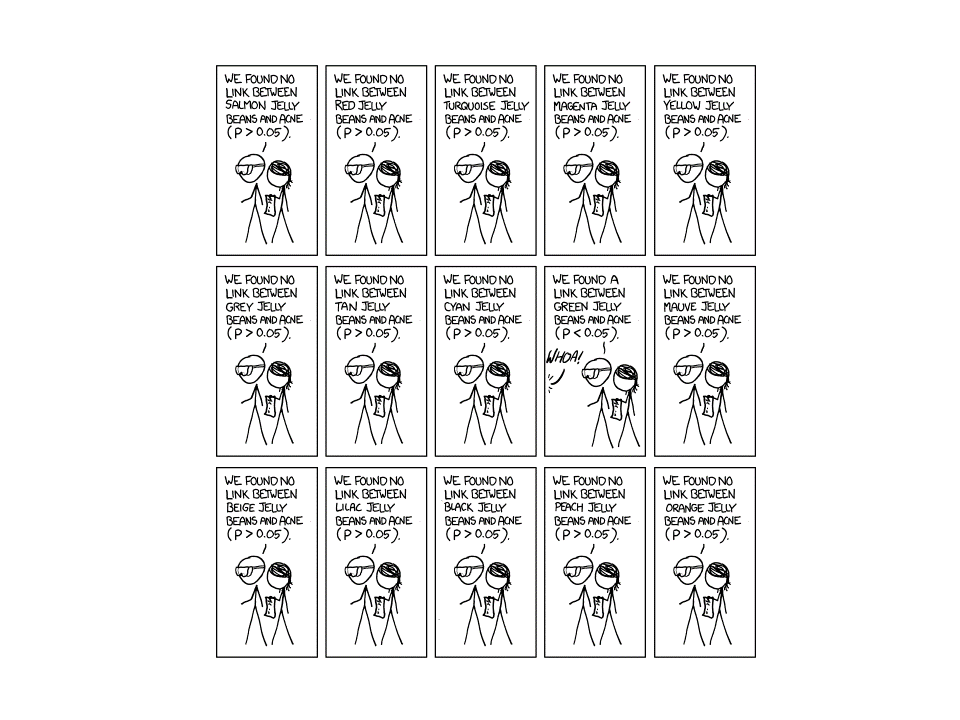 WE FOUND NO
LINK BETWEEN
SALMON JELLY
BEANS AND ACNE
(P > 0.05).
WE FOUND NO
LINK BETWEEN
RED JELLY
BEANS AND ACNE
(P > 0.05).
WE FOUND NO
LINK BETWEEN
TURQUOISE JELLY
BEANS AND ACNE
(P > 0.05).
WE FOUND NO
LINK BETWEEN
MAGENTA JELLY
BEANS AND ACNE
(P > 0.05).
WE FOUND NO
LINK BETWEEN
YELLOW JELLY
BEANS AND ACNE
(P > 0.05).
WE FOUND NO
LINK BETWEEN
GREY JELLY
BEANS AND ACNE
(P > 0.05).
WE FOUND NO
LINK BETWEEN
TAN JELLY
BEANS AND ACNE
(P > 0.05).
WE FOUND NO
LINK BETWEEN
CYAN JELLY
BEANS AND ACNE
(P > 0.05).
WE FOUND A
LINK BETWEEN
GREEN JELLY
BEANS AND ACNE
(P < 0.05).
WHOA!
WE FOUND NO
LINK BETWEEN
MAUVE JELLY
BEANS AND ACNE
(P > 0.05).
WE FOUND NO
LINK BETWEEN
BEIGE JELLY
BEANS AND ACNE
(P > 0.05).
WE FOUND NO
LINK BETWEEN
LILAC JELLY
BEANS AND ACNE
(P > 0.05).
WE FOUND NO
LINK BETWEEN
BLACK JELLY
BEANS AND ACNE
(P > 0.05).
WE FOUND NO
LINK BETWEEN
PEACH JELLY
BEANS AND ACNE
(P > 0.05).
WE FOUND NO
LINK BETWEEN
ORANGE JELLY
BEANS AND ACNE
(P > 0.05).